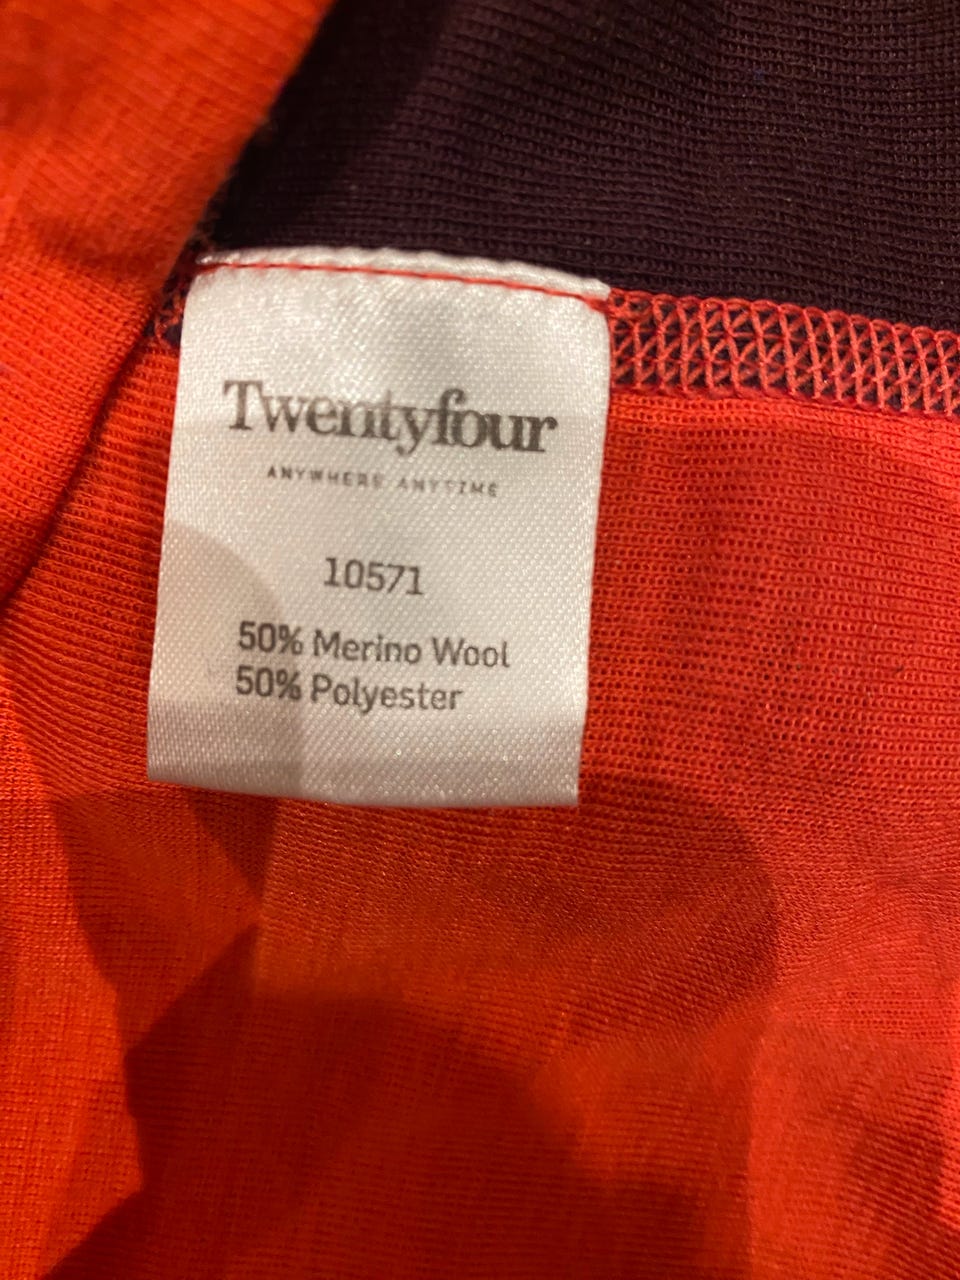 Twentyfour
ANYWHERE ANYTIME
10571
50% Merino Wool
50% Polyester